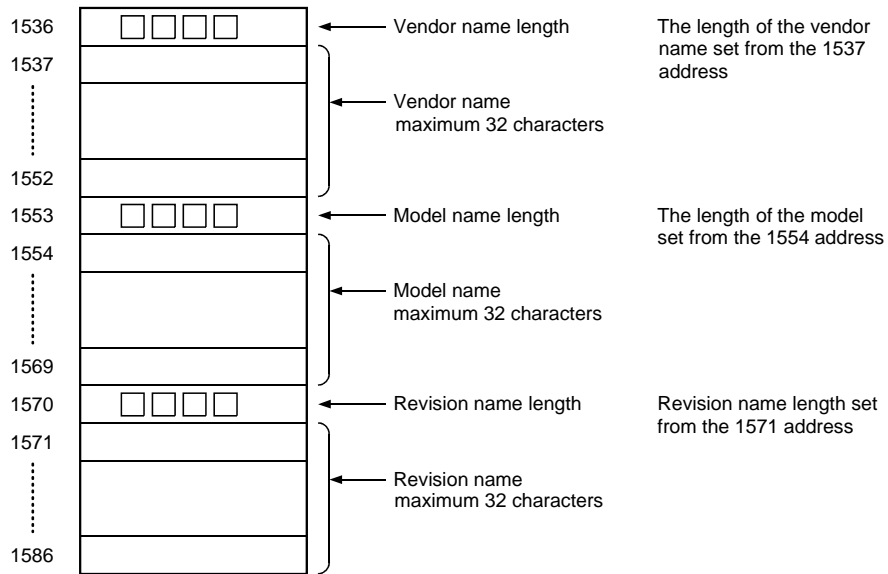 1536 Vendor name length The length of the vendor
name set from the 1537
address
1537
Vendor name
maximum 32 characters
1552
1553 Model name length The length of the model
set from the 1554 address
1554
Model name
maximum 32 characters
1569
1570 Revision name length Revision name length set
from the 1571 address
1571
Revision name
maximum 32 characters
1586